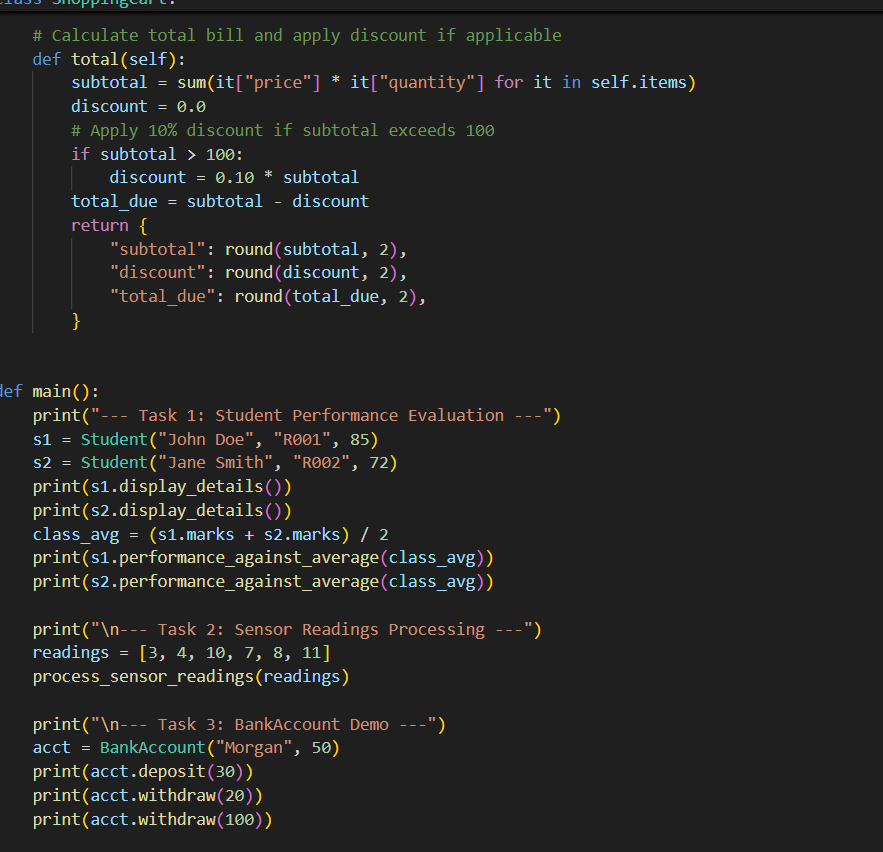 class ShoppingCart:
    # Calculate total bill and apply discount if applicable
    def total(self):
        subtotal = sum(it["price"] * it["quantity"] for it in self.items)
        discount = 0.0
        # Apply 10% discount if subtotal exceeds 100
        if subtotal > 100:
            discount = 0.10 * subtotal
        total_due = subtotal - discount
        return {
            "subtotal": round(subtotal, 2),
            "discount": round(discount, 2),
            "total_due": round(total_due, 2),
        }
def main():
    print("--- Task 1: Student Performance Evaluation ---")
    s1 = Student("John Doe", "R001", 85)
    s2 = Student("Jane Smith", "R002", 72)
    print(s1.display_details())
    print(s2.display_details())
    class_avg = (s1.marks + s2.marks) / 2
    print(s1.performance_against_average(class_avg))
    print(s2.performance_against_average(class_avg))
    print("\n--- Task 2: Sensor Readings Processing ---")
    readings = [3, 4, 10, 7, 8, 11]
    process_sensor_readings(readings)
    print("\n--- Task 3: BankAccount Demo ---")
    acct = BankAccount("Morgan", 50)
    print(acct.deposit(30))
    print(acct.withdraw(20))
    print(acct.withdraw(100))